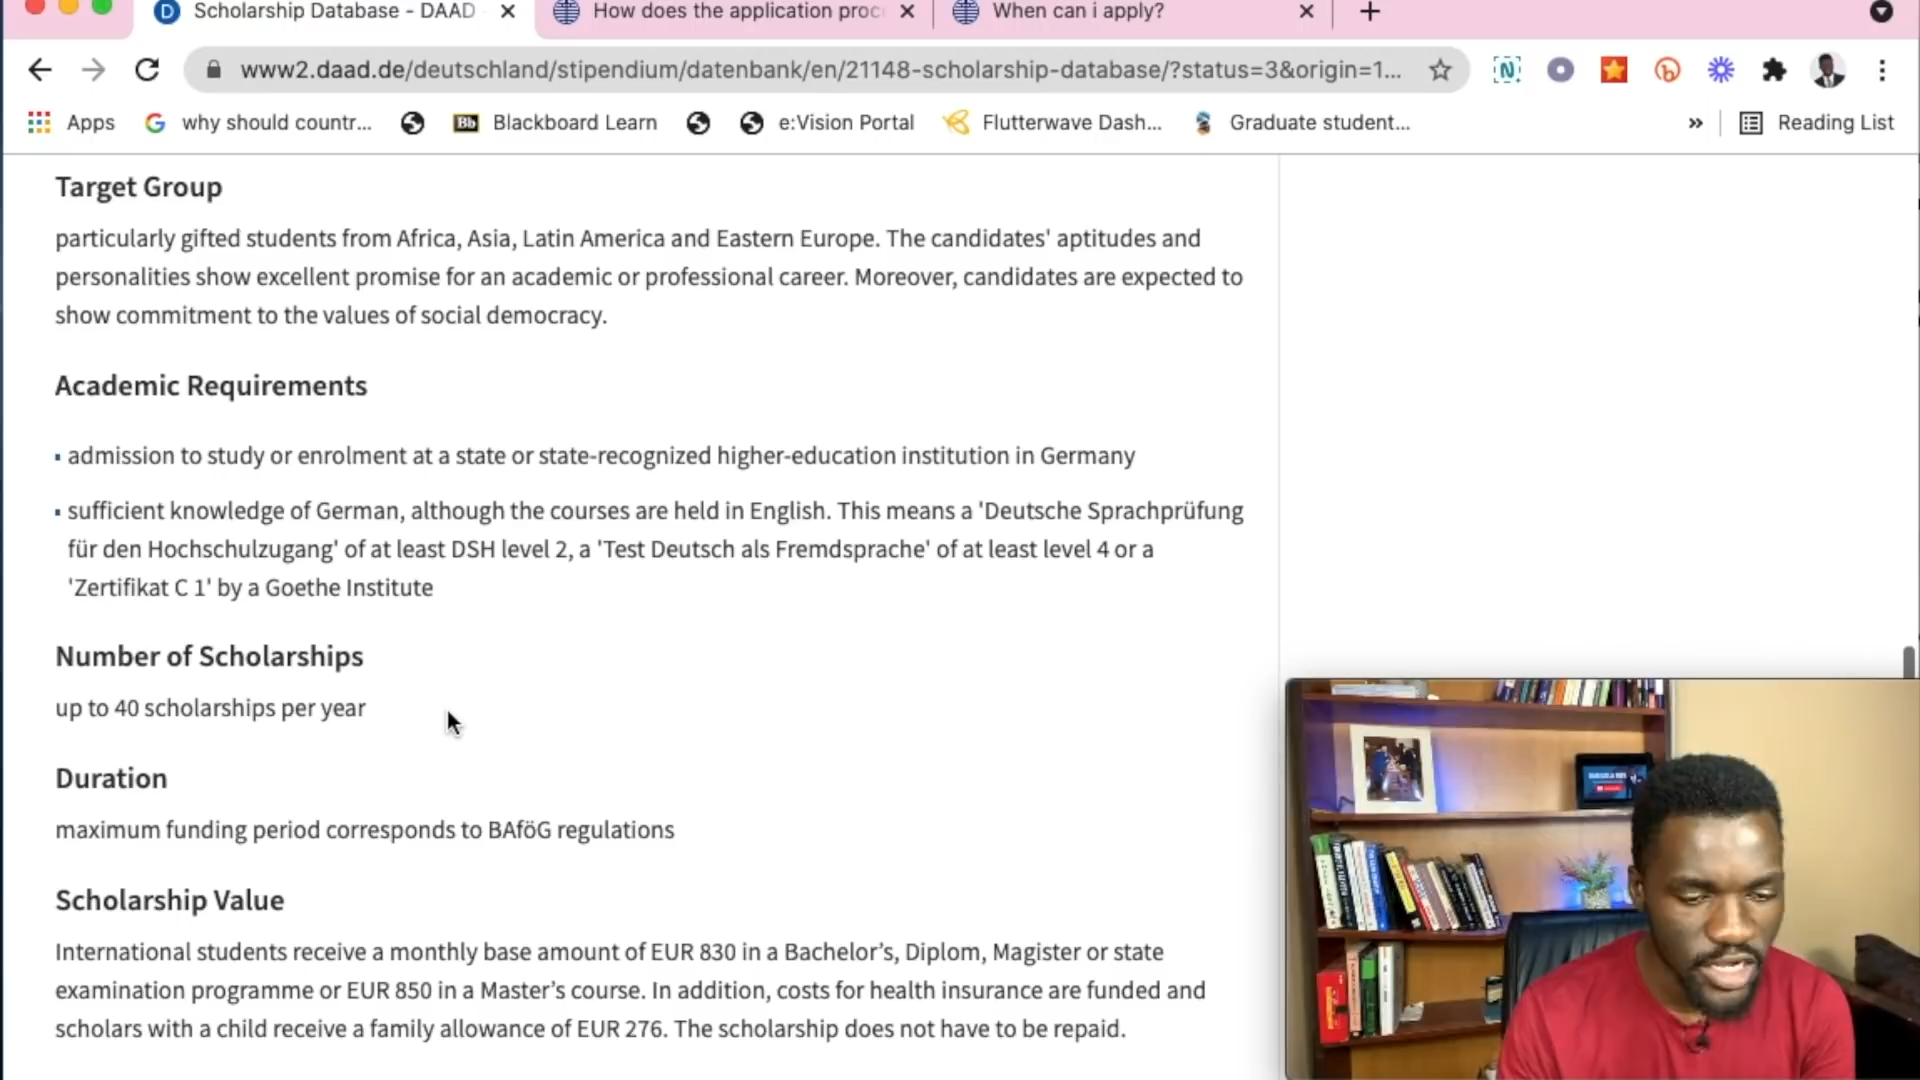 Scholarship Database - DAAD
How does the application proc
When can i apply?
www2.daad.de/deutschland/stipendium/datenbank/en/21148-scholarship-database/?status=3&origin=1...
Apps
why should countr...
Bb
Blackboard Learn
e:Vision Portal
Flutterwave Dash...
Graduate student...
»
Reading List
Target Group
particularly gifted students from Africa, Asia, Latin America and Eastern Europe. The candidates' aptitudes and
personalities show excellent promise for an academic or professional career. Moreover, candidates are expected to
show commitment to the values of social democracy.
Academic Requirements
▪ admission to study or enrolment at a state or state-recognized higher-education institution in Germany
▪ sufficient knowledge of German, although the courses are held in English. This means a 'Deutsche Sprachprüfung
für den Hochschulzugang' of at least DSH level 2, a 'Test Deutsch als Fremdsprache' of at least level 4 or a
'Zertifikat C 1' by a Goethe Institute
Number of Scholarships
up to 40 scholarships per year
Duration
maximum funding period corresponds to BAföG regulations
Scholarship Value
International students receive a monthly base amount of EUR 830 in a Bachelor’s, Diplom, Magister or state
examination programme or EUR 850 in a Master’s course. In addition, costs for health insurance are funded and
scholars with a child receive a family allowance of EUR 276. The scholarship does not have to be repaid.